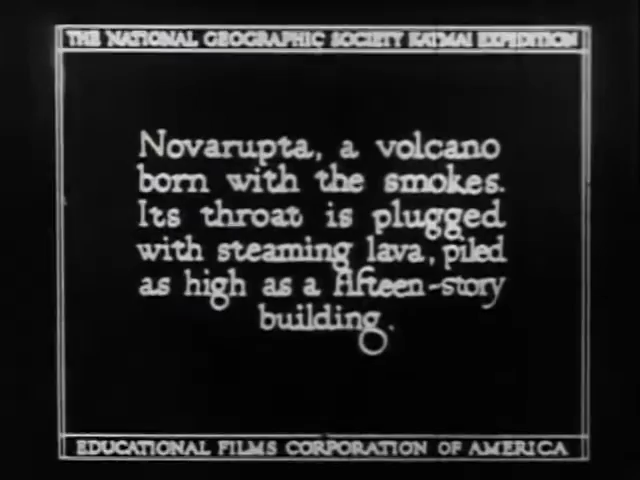 THE NATIONAL GEOGRAPHIC SOCIETY KATMAI EXPEDITION
Novarupta, a volcano
born with the smokes.
Its throat is plugged
with steaming lava, piled
as high as a fifteen-story
building.
EDUCATIONAL FILMS CORPORATION OF AMERICA